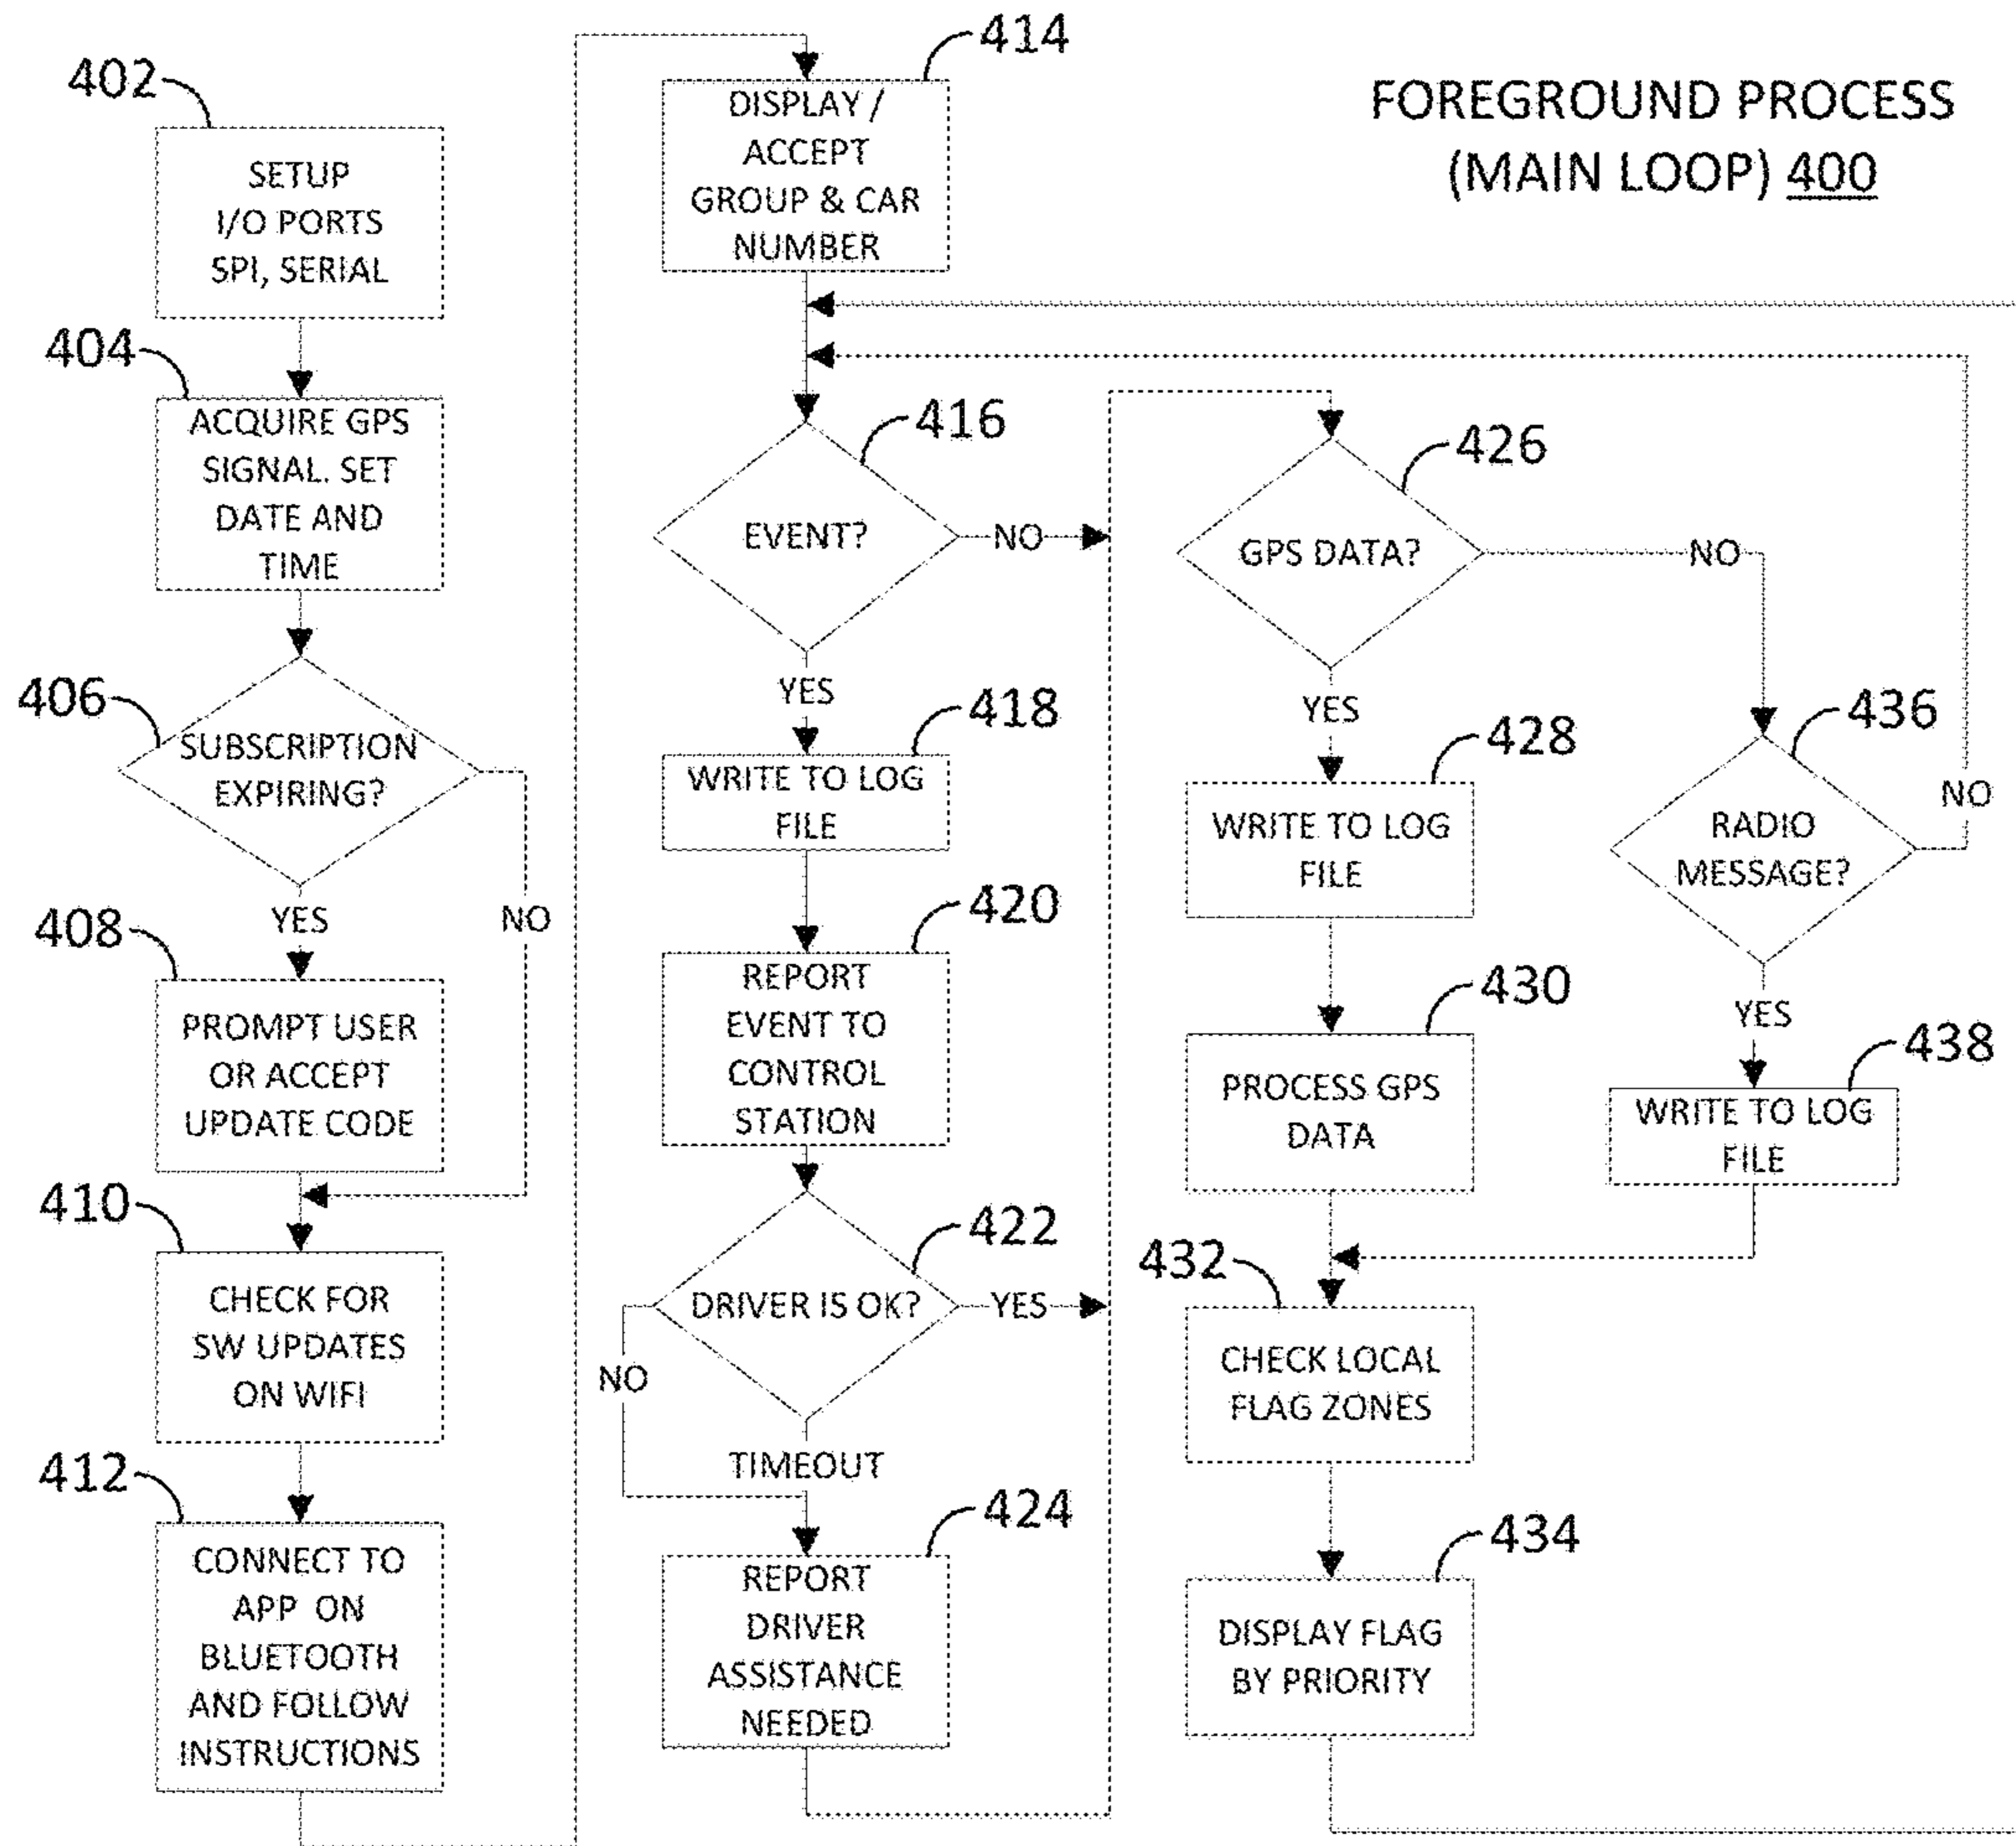 FOREGROUND PROCESS
(MAIN LOOP) 400
402
SETUP
I/O PORTS
SPI, SERIAL
404
ACQUIRE GPS
SIGNAL. SET
DATE AND
TIME
406
SUBSCRIPTION
EXPIRING?
YES
NO
408
PROMPT USER
OR ACCEPT
UPDATE CODE
410
CHECK FOR
SW UPDATES
ON WIFI
412
CONNECT TO
APP ON
BLUETOOTH
AND FOLLOW
INSTRUCTIONS
414
DISPLAY /
ACCEPT
GROUP & CAR
NUMBER
416
EVENT?
NO
YES
418
WRITE TO LOG
FILE
420
REPORT
EVENT TO
CONTROL
STATION
422
DRIVER IS OK?
YES
NO
TIMEOUT
424
REPORT
DRIVER
ASSISTANCE
NEEDED
426
GPS DATA?
NO
YES
428
WRITE TO LOG
FILE
430
PROCESS GPS
DATA
432
CHECK LOCAL
FLAG ZONES
434
DISPLAY FLAG
BY PRIORITY
436
RADIO
MESSAGE?
NO
YES
438
WRITE TO LOG
FILE